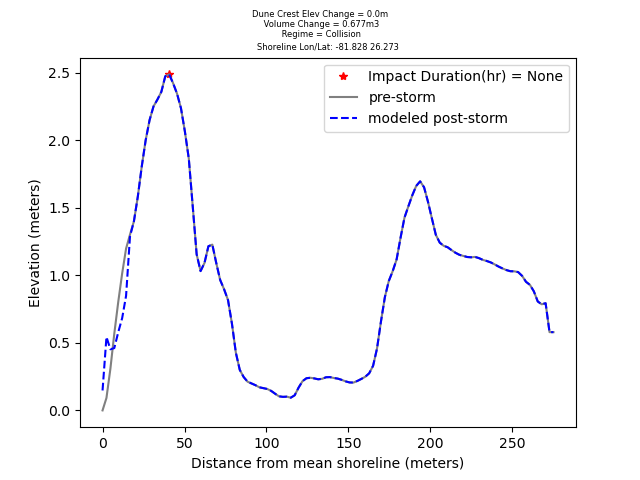 Dune Crest Elev Change = 0.0m
Volume Change = 0.677m3
Regime = Collision
Shoreline Lon/Lat: -81.828 26.273
Impact Duration(hr) = None
pre-storm
modeled post-storm
2.5
2.0
1.5
1.0
0.5
0.0
Elevation (meters)
0
50
100
150
200
250
Distance from mean shoreline (meters)